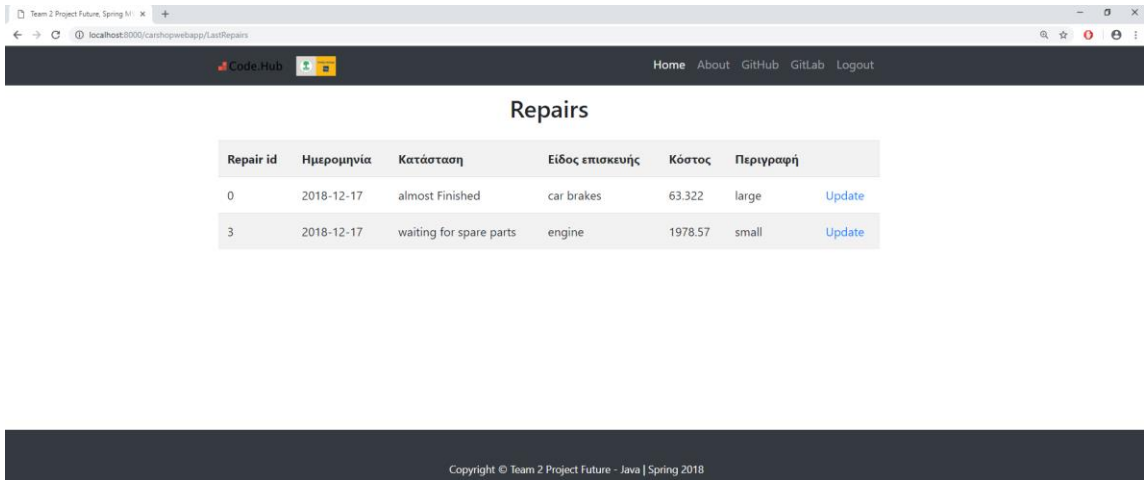 Team 2 Project Future, Spring M
localhost:8000/carshopwebapp/LastRepairs
Code.Hub Home About GitHub GitLab Logout
Repairs
Repair id Ημερομηνία Κατάσταση Είδος επισκευής Κόστος Περιγραφή
0 2018-12-17 almost Finished car brakes 63.322 large Update
3 2018-12-17 waiting for spare parts engine 1978.57 small Update
Copyright © Team 2 Project Future - Java | Spring 2018